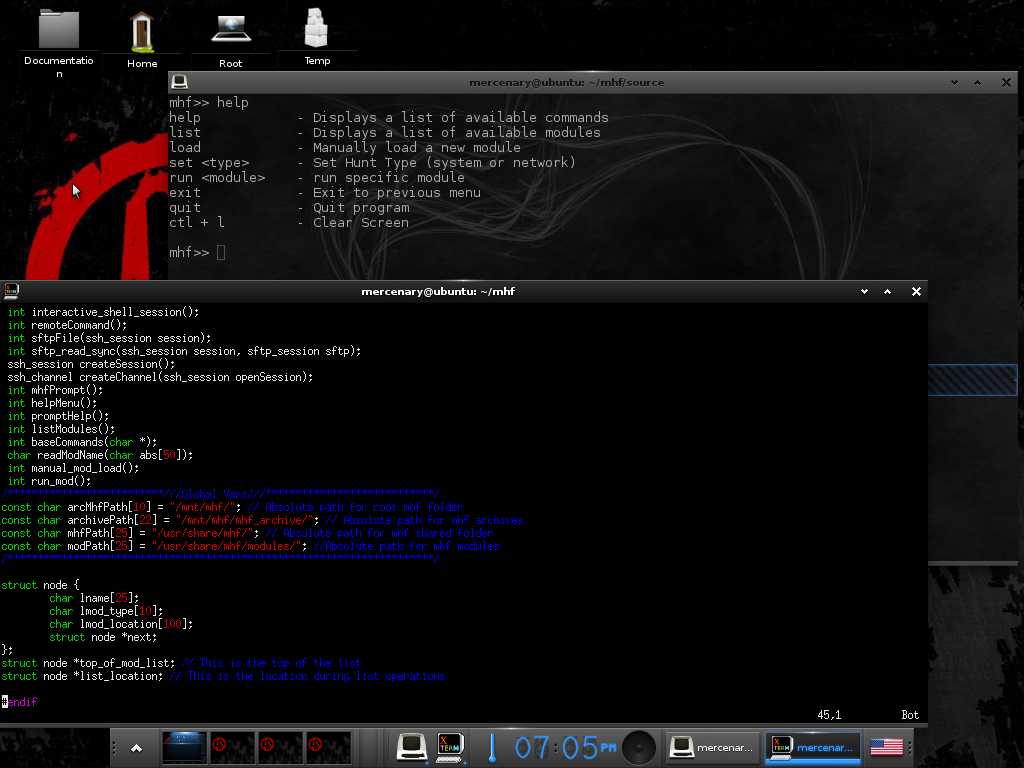 Documentatio
n
Home
Root
Temp
mercenary@ubuntu: ~/mhf/source
mhf>> help
help - Displays a list of available commands
list - Displays a list of available modules
load - Manually load a new module
set <type> - Set Hunt Type (system or network)
run <module> - run specific module
exit - Exit to previous menu
quit - Quit program
ctl + l - Clear Screen
mhf>>
mercenary@ubuntu: ~/mhf
int interactive_shell_session();
int remoteCommand();
int sftpFile(ssh_session session);
int sftp_read_sync(ssh_session session, sftp_session sftp);
ssh_session createSession();
ssh_channel createChannel(ssh_session openSession);
int mhfPrompt();
int helpMenu();
int promptHelp();
int listModules();
int baseCommands(char *);
char readModName(char abs[50]);
int manual_mod_load();
int run_mod();
Global Vars
const char arcMhfPath[10] = "/mnt/mhf/"; // Absolute path for root mhf folder
const char archivePath[22] = "/mnt/mhf/mhf_archive/"; // Absolute path for mhf archives
const char mhfPath[25] = "/usr/share/mhf/"; // Absolute path for mhf shared folder
const char modPath[25] = "/usr/share/mhf/modules/"; //Absolute path for mhf modules
struct node {
char lname[25];
char lmod_type[10];
char lmod_location[100];
struct node *next;
};
struct node *top_of_mod_list; // This is the top of the list
struct node *list_location; // This is the location during list operations
#endif
45,1 Bot
X TERM
07:05PM
mercenar...
X TERM
mercenar...